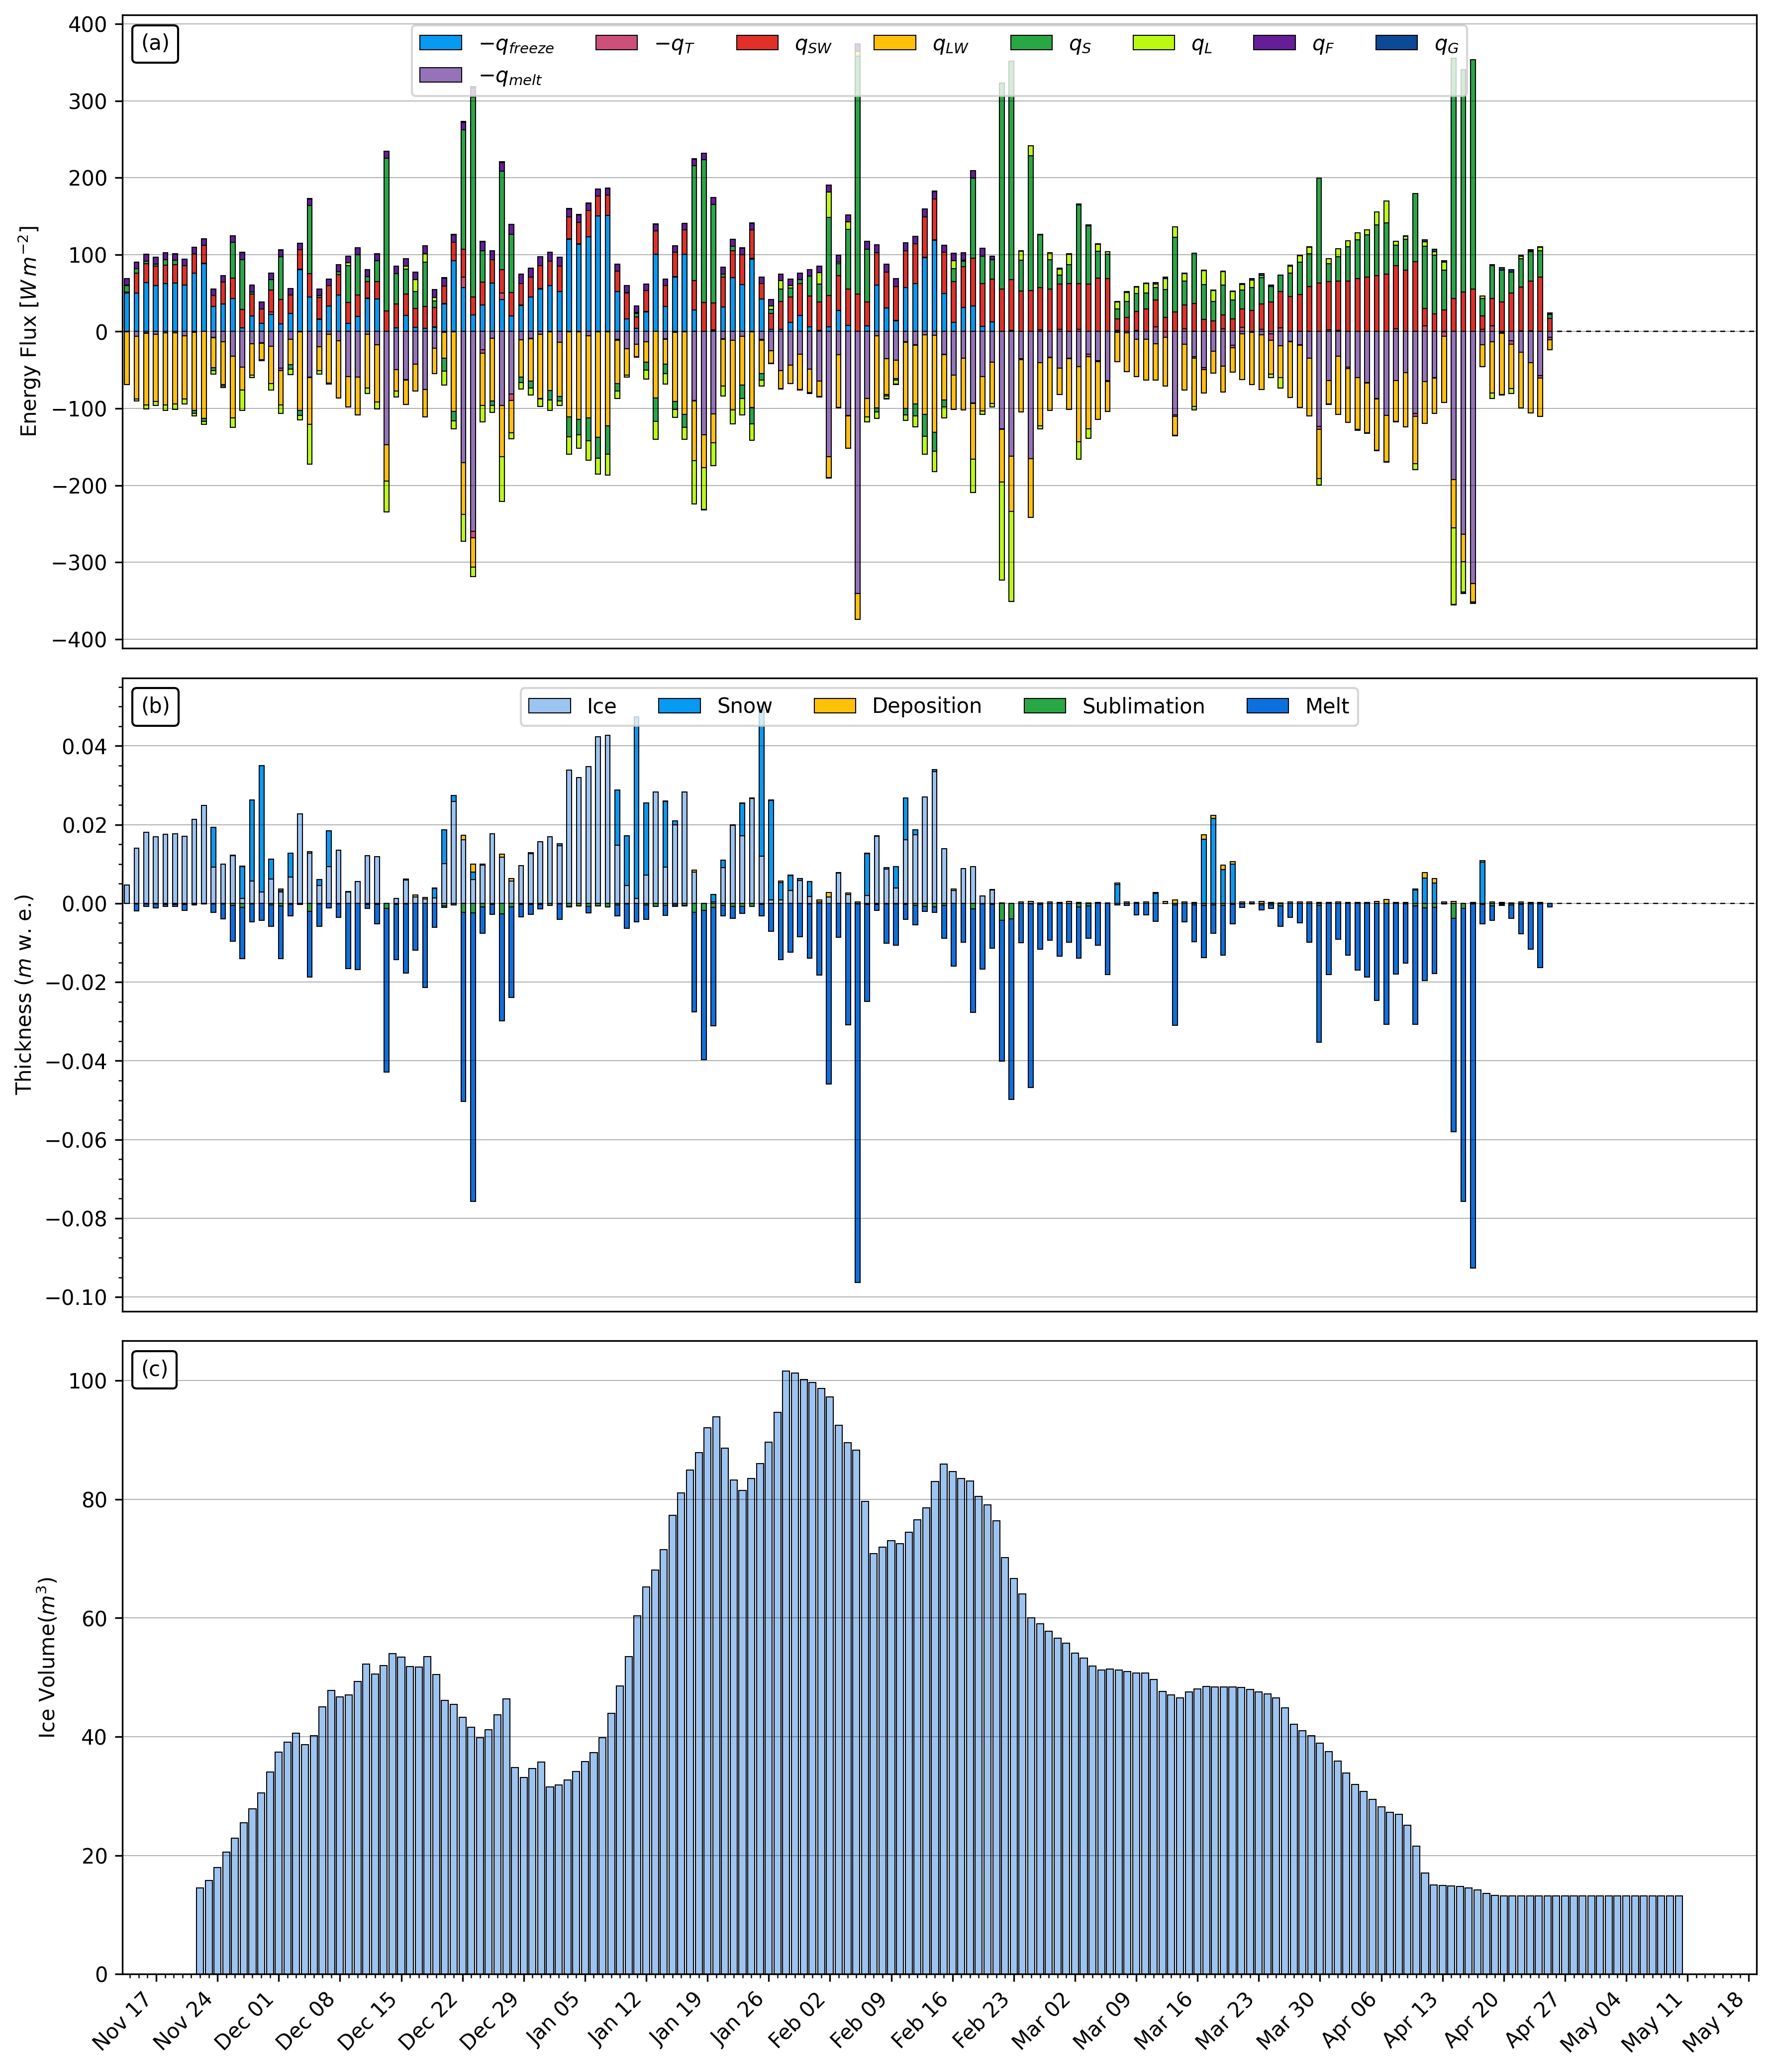 (a)
−q_freeze −q_T q_SW q_LW q_S q_L q_F q_G
−q_melt
Energy Flux [W m⁻²]
400
300
200
100
0
−100
−200
−300
−400
(b)
Ice Snow Deposition Sublimation Melt
Thickness (m w. e.)
0.04
0.02
0.00
−0.02
−0.04
−0.06
−0.08
−0.10
(c)
Ice Volume(m³)
100
80
60
40
20
0
Nov 17 Nov 24 Dec 01 Dec 08 Dec 15 Dec 22 Dec 29 Jan 05 Jan 12 Jan 19 Jan 26 Feb 02 Feb 09 Feb 16 Feb 23 Mar 02 Mar 09 Mar 16 Mar 23 Mar 30 Apr 06 Apr 13 Apr 20 Apr 27 May 04 May 11 May 18